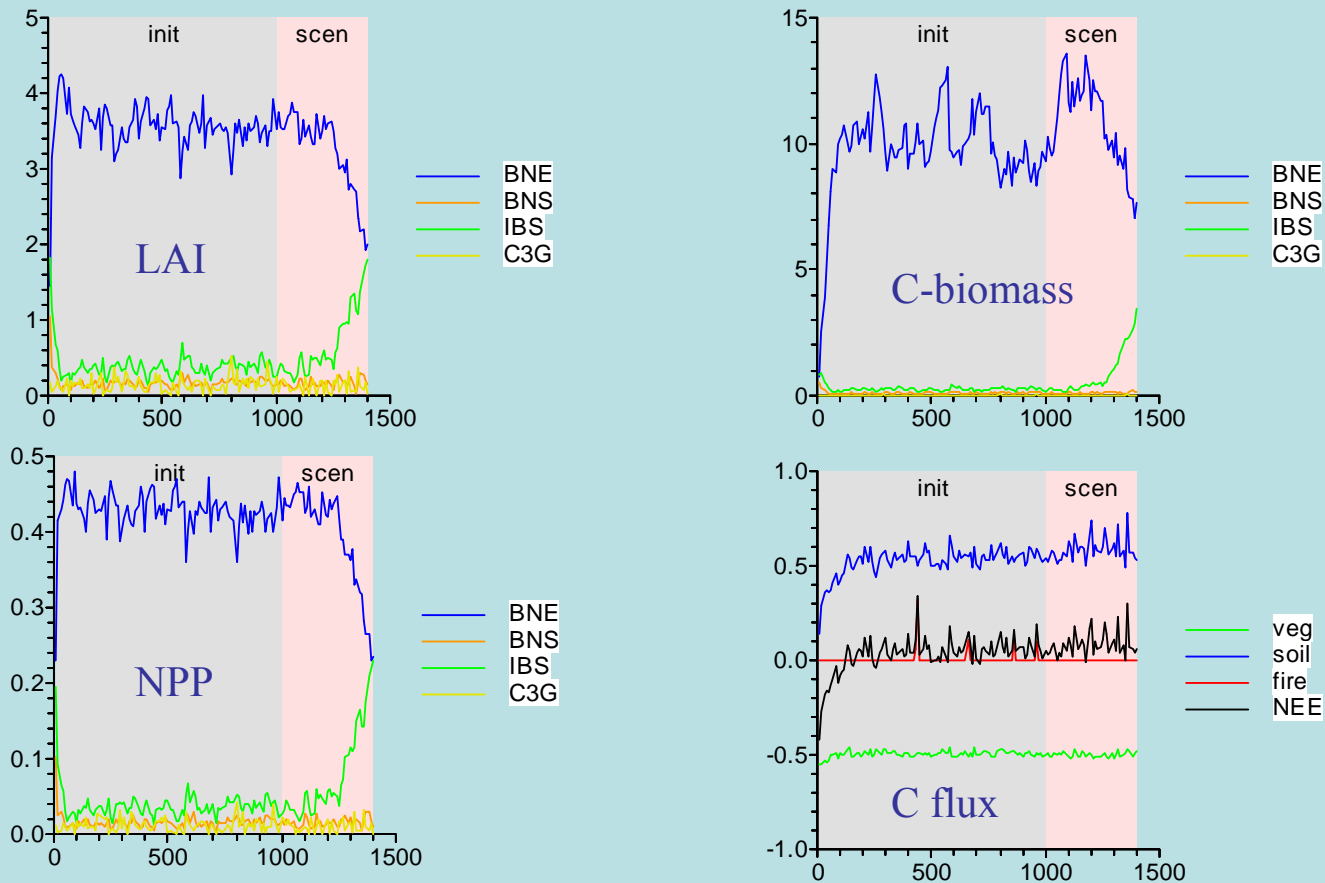 init scen
5
4
3
2
1
0
0 500 1000 1500
LAI
BNE
BNS
IBS
C3G
init scen
15
10
5
0
0 500 1000 1500
C-biomass
BNE
BNS
IBS
C3G
init scen
0.5
0.4
0.3
0.2
0.1
0.0
0 500 1000 1500
NPP
BNE
BNS
IBS
C3G
init scen
1.0
0.5
0.0
-0.5
-1.0
0 500 1000 1500
C flux
veg
soil
fire
NEE